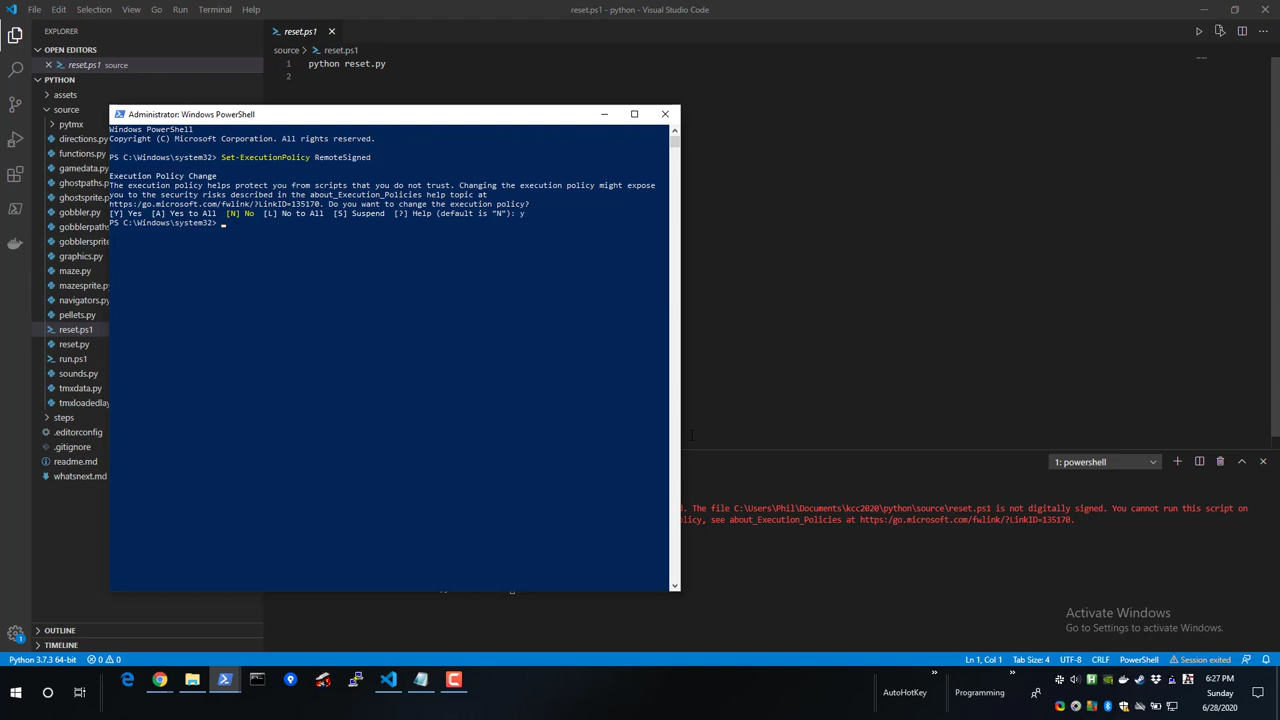 File Edit Selection View Go Run Terminal Help
reset.ps1 - python - Visual Studio Code
EXPLORER
reset.ps1
OPEN EDITORS
source > reset.ps1
reset.ps1 source
1 python reset.py
2
PYTHON
assets
source
pytmx
directions.py
functions.py
gamedata.py
ghostpaths.
ghostsprites
gobbler.py
gobblerpath
gobblersprite
graphics.py
maze.py
mazesprite.p
navigators.py
pellets.py
reset.ps1
reset.py
run.ps1
sounds.py
tmxdata.py
tmxloadedlay
steps
.editorconfig
.gitignore
readme.md
whatsnext.md
OUTLINE
TIMELINE
Administrator: Windows PowerShell
Windows PowerShell
Copyright (C) Microsoft Corporation. All rights reserved.
PS C:\Windows\system32> Set-ExecutionPolicy RemoteSigned
Execution Policy Change
The execution policy helps protect you from scripts that you do not trust. Changing the execution policy might expose
you to the security risks described in the about_Execution_Policies help topic at
https:/go.microsoft.com/fwlink/?LinkID=135170. Do you want to change the execution policy?
[Y] Yes [A] Yes to All [N] No [L] No to All [S] Suspend [?] Help (default is "N"): y
PS C:\Windows\system32>
1: powershell
d. The file C:\Users\Phil\Documents\kcc2020\python\source\reset.ps1 is not digitally signed. You cannot run this script on
olicy, see about_Execution_Policies at https:/go.microsoft.com/fwlink/?LinkID=135170.
Activate Windows
Go to Settings to activate Windows.
Python 3.7.3 64-bit 0 0
Ln 1, Col 1 Tab Size: 4 UTF-8 CRLF PowerShell Session exited
1
AutoHotKey
Programming
6:27 PM
Sunday
6/28/2020